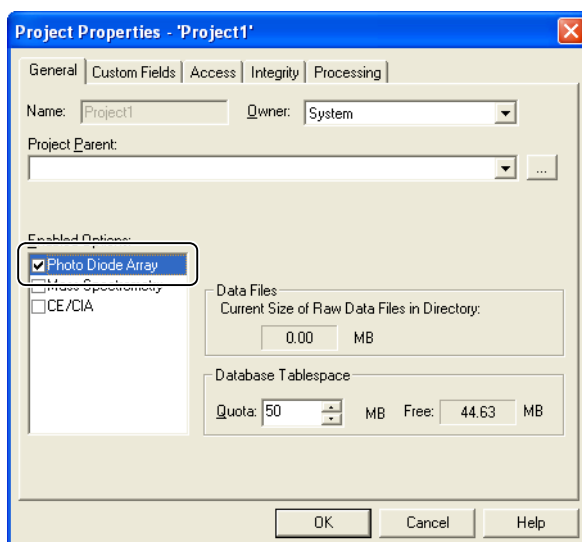 Project Properties - 'Project1'
General Custom Fields Access Integrity Processing
Name: Project1 Owner: System
Project Parent:
...
Enabled Options:
Photo Diode Array
Mass Spectrometry
CE/CIA
Data Files
Current Size of Raw Data Files in Directory:
0.00 MB
Database Tablespace
Quota: 50 MB Free: 44.63 MB
OK Cancel Help